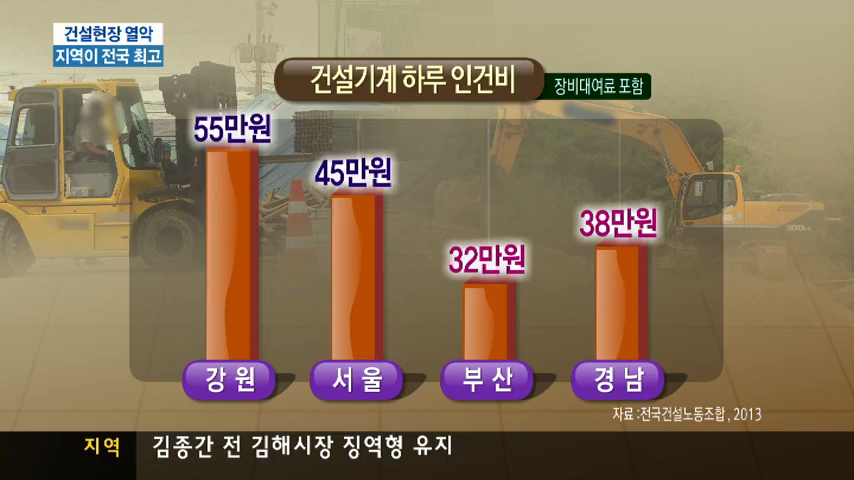 건설현장 열악
지역이 전국 최고
건설기계 하루 인건비
장비대여료 포함
55만원
45만원
32만원
38만원
강원
서울
부산
경남
자료 :전국건설노동조합 , 2013
지역 김종간 전 김해시장 징역형 유지